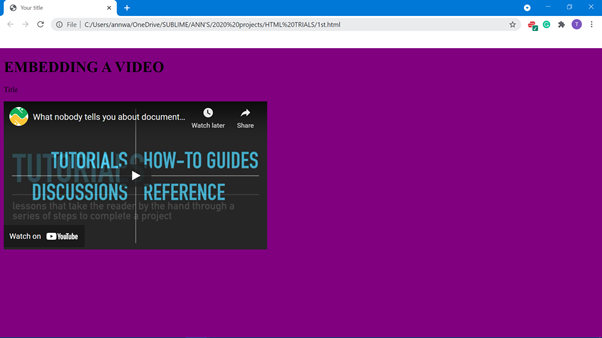 Your title
File
C:/Users/annwa/OneDrive/SUBLIME/ANN'S/2020%20projects/HTML%20TRIALS/1st.html
T
EMBEDDING A VIDEO
Title
What nobody tells you about document...
Watch later
Share
TUTORIALS HOW-TO GUIDES
TUTORIALS
DISCUSSIONS REFERENCE
lessons that take the reader by the hand through a
series of steps to complete a project
Watch on YouTube